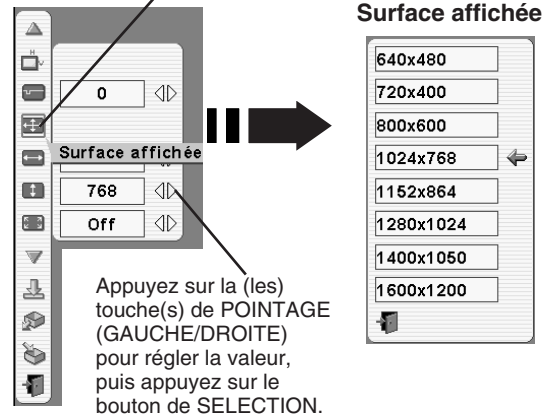 Surface affichée
H
V
0
Surface affichée
768
Off
Appuyez sur la (les)
touche(s) de POINTAGE
(GAUCHE/DROITE)
pour régler la valeur,
puis appuyez sur le
bouton de SELECTION.
640x480
720x400
800x600
1024x768
1152x864
1280x1024
1400x1050
1600x1200